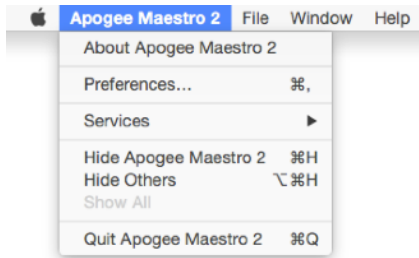 Apogee Maestro 2 File Window Help
About Apogee Maestro 2
Preferences... ⌘,
Services ▶
Hide Apogee Maestro 2 ⌘H
Hide Others ⌥⌘H
Show All
Quit Apogee Maestro 2 ⌘Q